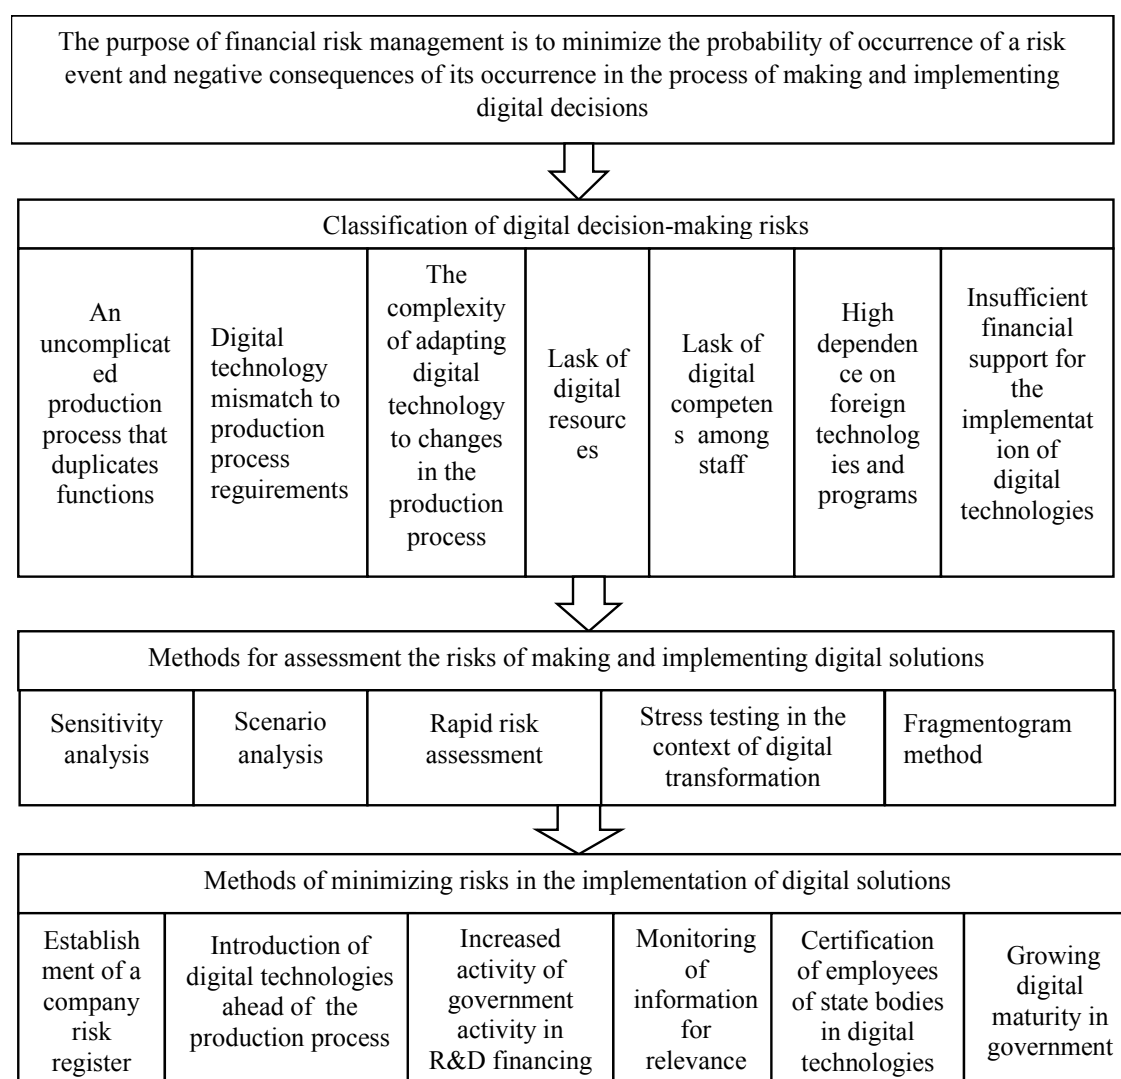 The purpose of financial risk management is to minimize the probability of occurrence of a risk
event and negative consequences of its occurrence in the process of making and implementing
digital decisions
Classification of digital decision-making risks
An
uncomplicat
ed
production
process that
duplicates
functions
Digital
technology
mismatch to
production
process
reguirements
The
complexity
of adapting
digital
technology
to changes
in the
production
process
Lask of
digital
resourc
es
Lask of
digital
competen
s among
staff
High
dependen
ce on
foreign
technolog
ies and
programs
Insufficient
financial
support for
the
implementat
ion of
digital
technologies
Methods for assessment the risks of making and implementing digital solutions
Sensitivity
analysis
Scenario
analysis
Rapid risk
assessment
Stress testing in the
context of digital
transformation
Fragmentogram
method
Methods of minimizing risks in the implementation of digital solutions
Establish
ment of a
company
risk
register
Introduction of
digital technologies
ahead of the
production process
Increased
activity of
government
activity in
R&D financing
Monitoring
of
information
for
relevance
Certification
of employees
of state bodies
in digital
technologies
Growing
digital
maturity in
government